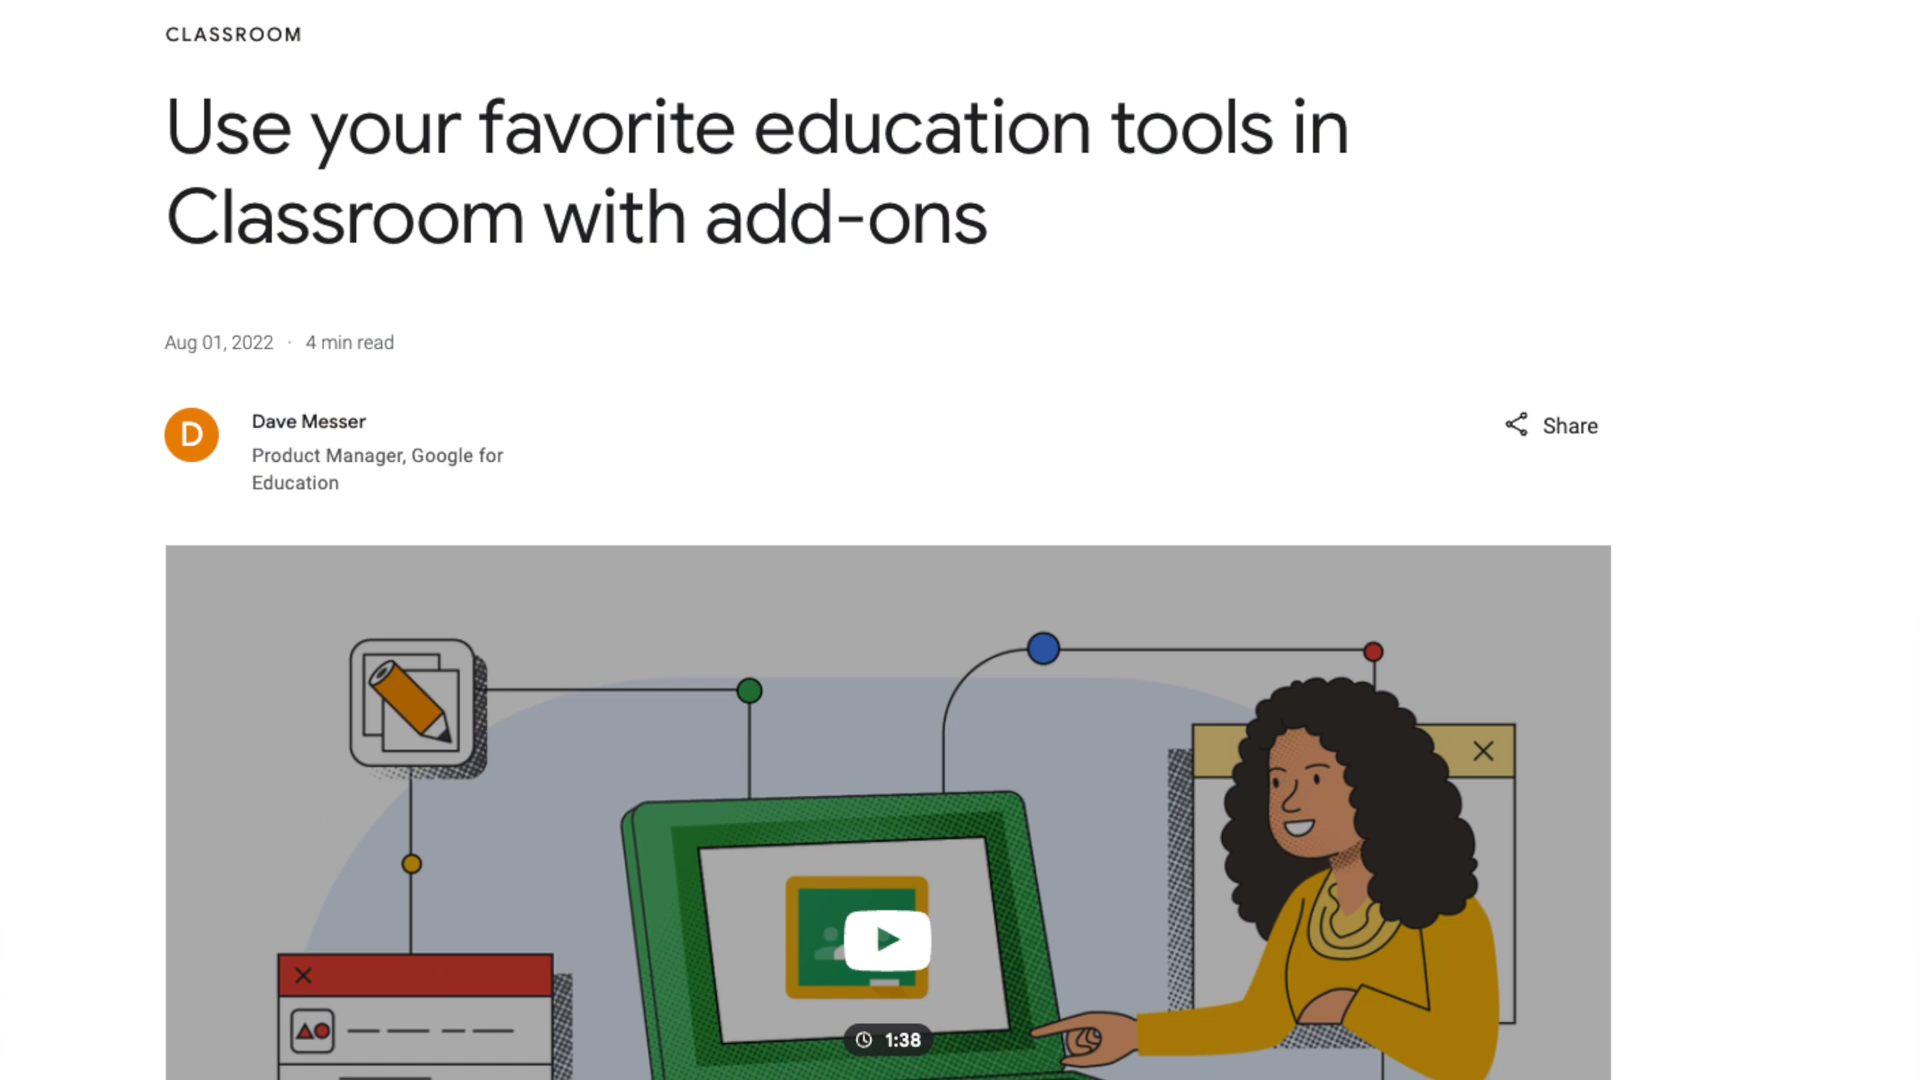 CLASSROOM
Use your favorite education tools in
Classroom with add-ons
Aug 01, 2022 · 4 min read
D
Dave Messer
Product Manager, Google for
Education
Share
1:38